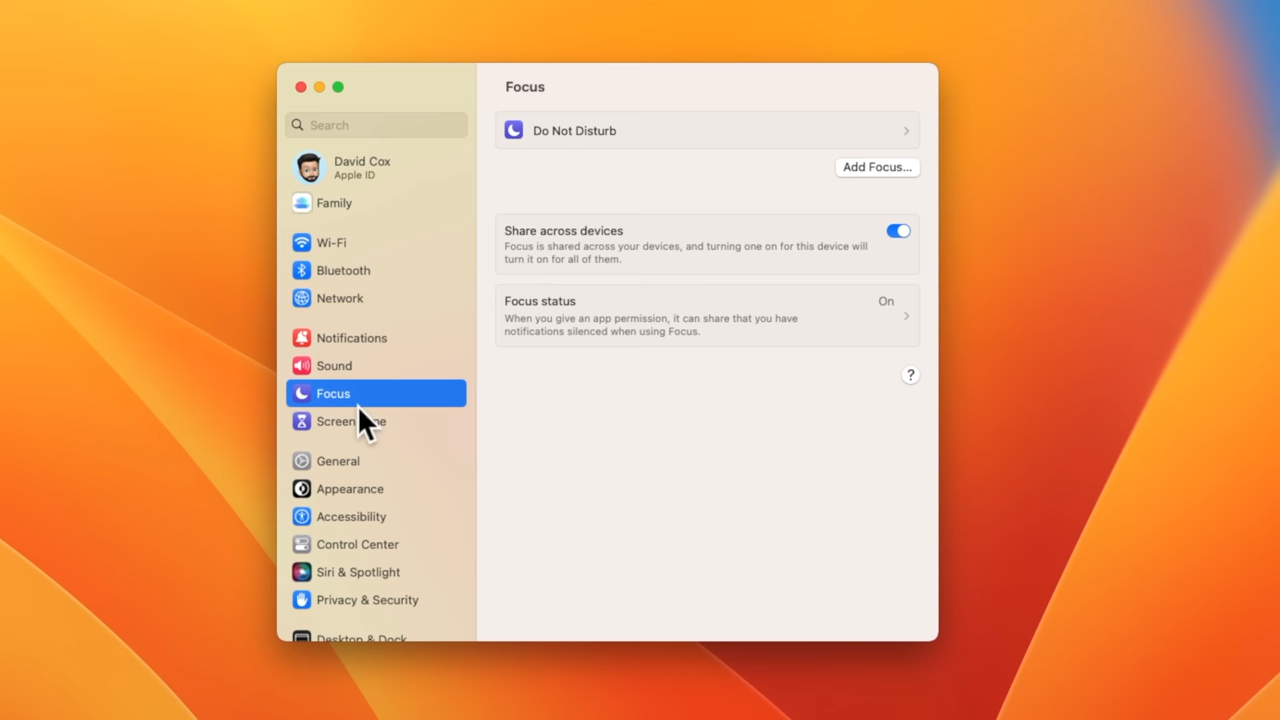 Focus
Search
David Cox
Apple ID
Family
Wi-Fi
Bluetooth
Network
Notifications
Sound
Focus
Screen
General
Appearance
Accessibility
Control Center
Siri & Spotlight
Privacy & Security
Desktop & Dock
Do Not Disturb
Add Focus...
Share across devices
Focus is shared across your devices, and turning one on for this device will
turn it on for all of them.
Focus status
On
When you give an app permission, it can share that you have
notifications silenced when using Focus.
?